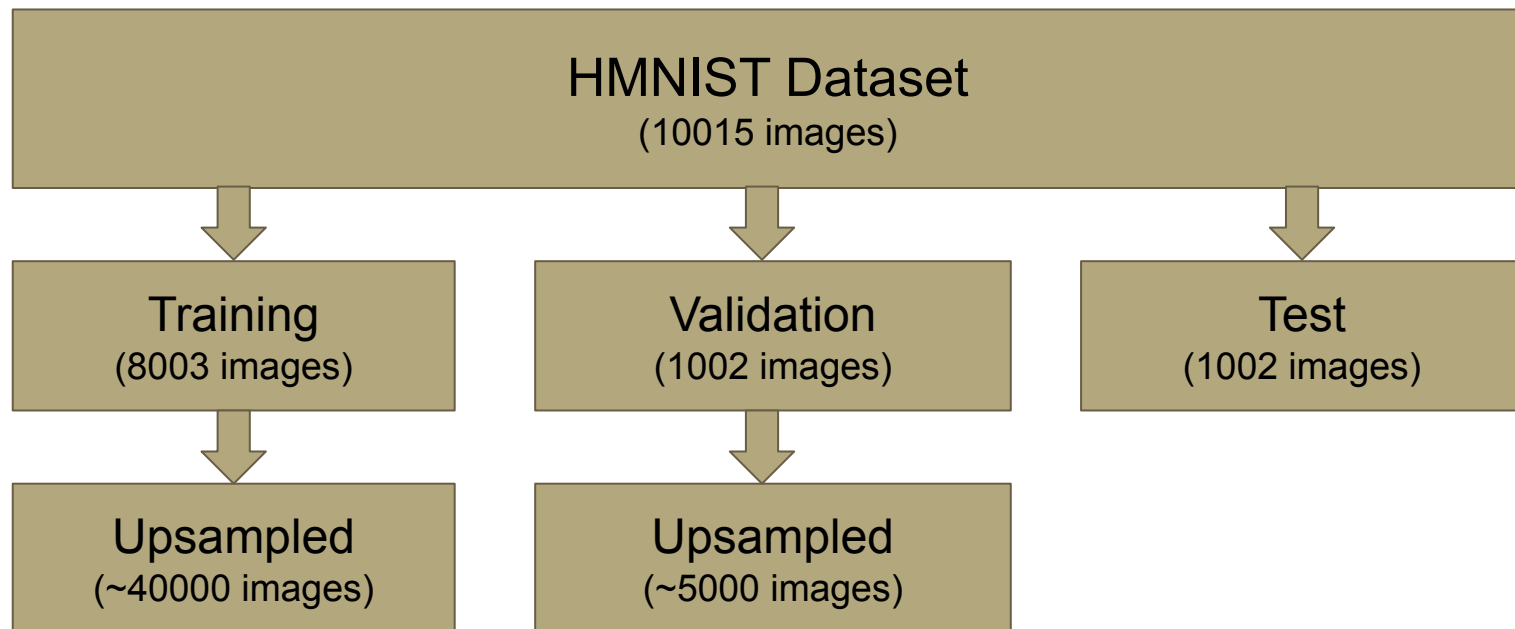 HMNIST Dataset
(10015 images)
Training
(8003 images)
Validation
(1002 images)
Test
(1002 images)
Upsampled
(~40000 images)
Upsampled
(~5000 images)